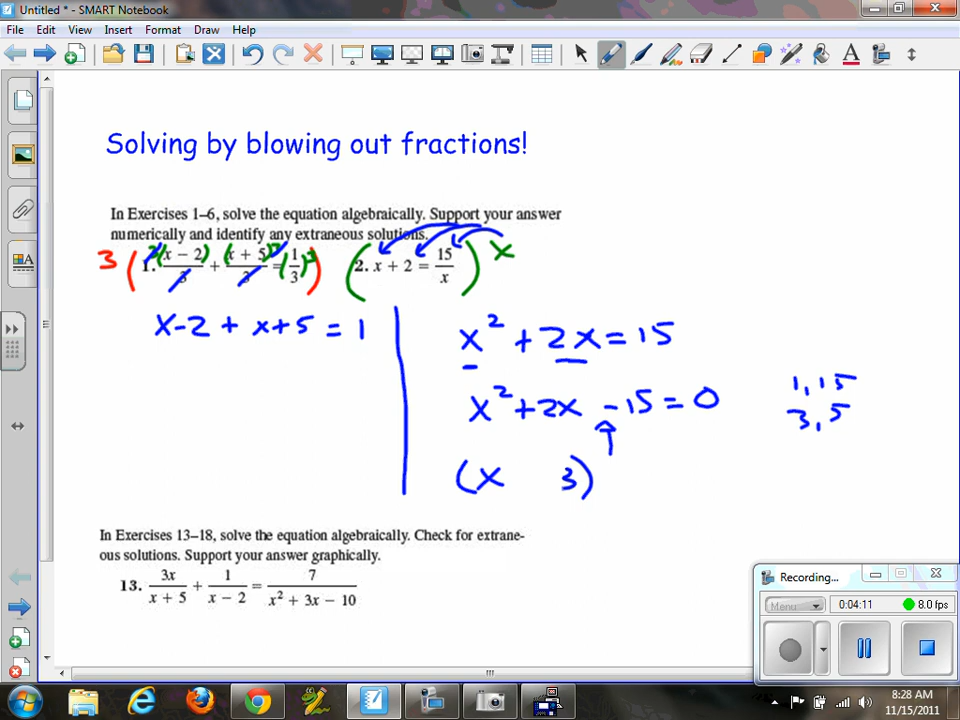 Untitled * - SMART Notebook
File Edit View Insert Format Draw Help
Solving by blowing out fractions!
In Exercises 1–6, solve the equation algebraically. Support your answer
numerically and identify any extraneous solutions.
3 ( 1. (x − 2)/3 + (x + 5)/3 = 1/3 ) ( 2. x + 2 = 15/x ) x
x-2 + x+5 = 1
x² + 2x = 15
x² + 2x - 15 = 0
1, 15
3, 5
(x 3)
In Exercises 13–18, solve the equation algebraically. Check for extrane-
ous solutions. Support your answer graphically.
13. 3x/(x + 5) + 1/(x − 2) = 7/(x² + 3x − 10)
Recording...
Menu 0:04:11 8.0 fps
8:28 AM
11/15/2011